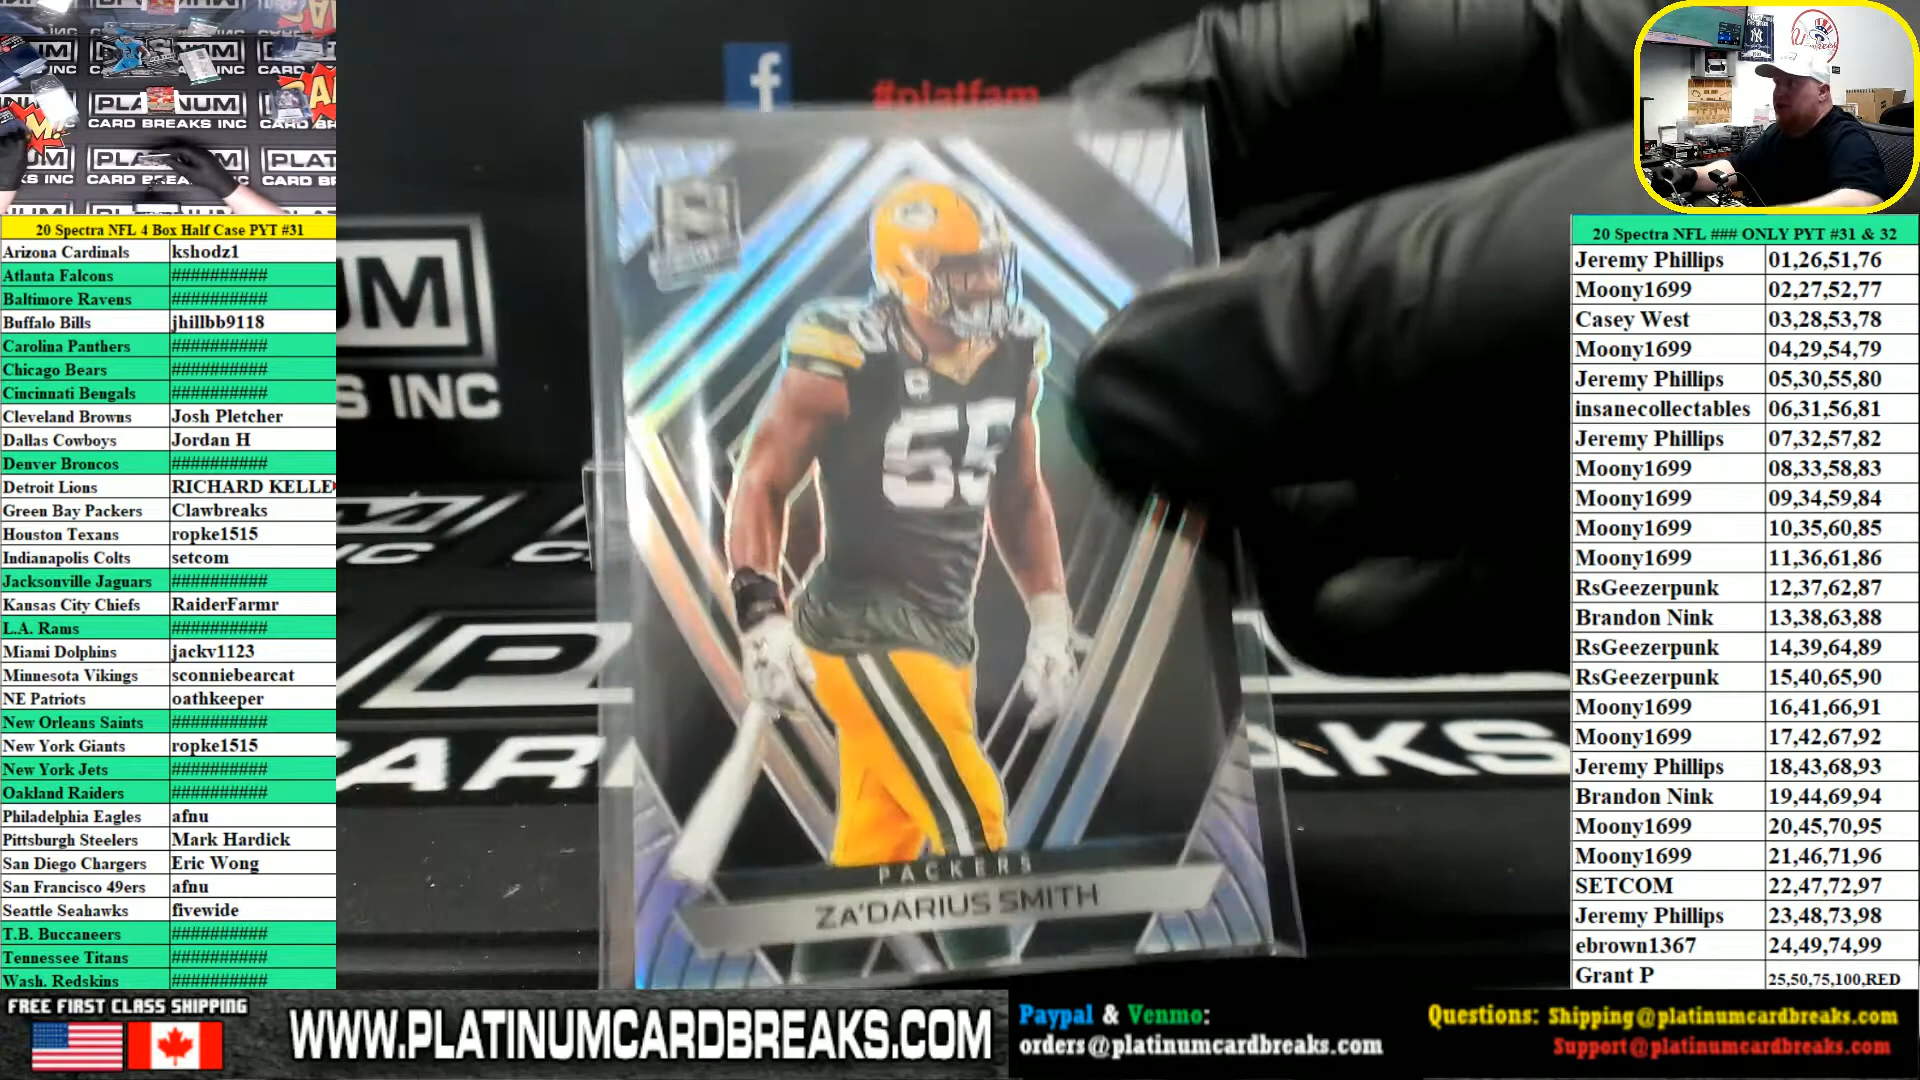 20 Spectra NFL 4 Box Half Case PYT #31
Arizona Cardinals kshodz1
Atlanta Falcons ##########
Baltimore Ravens ##########
Buffalo Bills jhillbb9118
Carolina Panthers ##########
Chicago Bears ##########
Cincinnati Bengals ##########
Cleveland Browns Josh Pletcher
Dallas Cowboys Jordan H
Denver Broncos ##########
Detroit Lions RICHARD KELLE
Green Bay Packers Clawbreaks
Houston Texans ropke1515
Indianapolis Colts setcom
Jacksonville Jaguars ##########
Kansas City Chiefs RaiderFarmr
L.A. Rams ##########
Miami Dolphins jackv1123
Minnesota Vikings sconniebearcat
NE Patriots oathkeeper
New Orleans Saints ##########
New York Giants ropke1515
New York Jets ##########
Oakland Raiders ##########
Philadelphia Eagles afnu
Pittsburgh Steelers Mark Hardick
San Diego Chargers Eric Wong
San Francisco 49ers afnu
Seattle Seahawks fivewide
T.B. Buccaneers ##########
Tennessee Titans ##########
Wash. Redskins ##########
PLATINUM
CARD BREAKS INC
#platfam
PACKERS
ZA'DARIUS SMITH
20 Spectra NFL ### ONLY PYT #31 & 32
Jeremy Phillips 01,26,51,76
Moony1699 02,27,52,77
Casey West 03,28,53,78
Moony1699 04,29,54,79
Jeremy Phillips 05,30,55,80
insanecollectables 06,31,56,81
Jeremy Phillips 07,32,57,82
Moony1699 08,33,58,83
Moony1699 09,34,59,84
Moony1699 10,35,60,85
Moony1699 11,36,61,86
RsGeezerpunk 12,37,62,87
Brandon Nink 13,38,63,88
RsGeezerpunk 14,39,64,89
RsGeezerpunk 15,40,65,90
Moony1699 16,41,66,91
Moony1699 17,42,67,92
Jeremy Phillips 18,43,68,93
Brandon Nink 19,44,69,94
Moony1699 20,45,70,95
Moony1699 21,46,71,96
SETCOM 22,47,72,97
Jeremy Phillips 23,48,73,98
ebrown1367 24,49,74,99
Grant P 25,50,75,100,RED
FREE FIRST CLASS SHIPPING
WWW.PLATINUMCARDBREAKS.COM
Paypal & Venmo:
orders@platinumcardbreaks.com
Questions: Shipping@platinumcardbreaks.com
Support@platinumcardbreaks.com